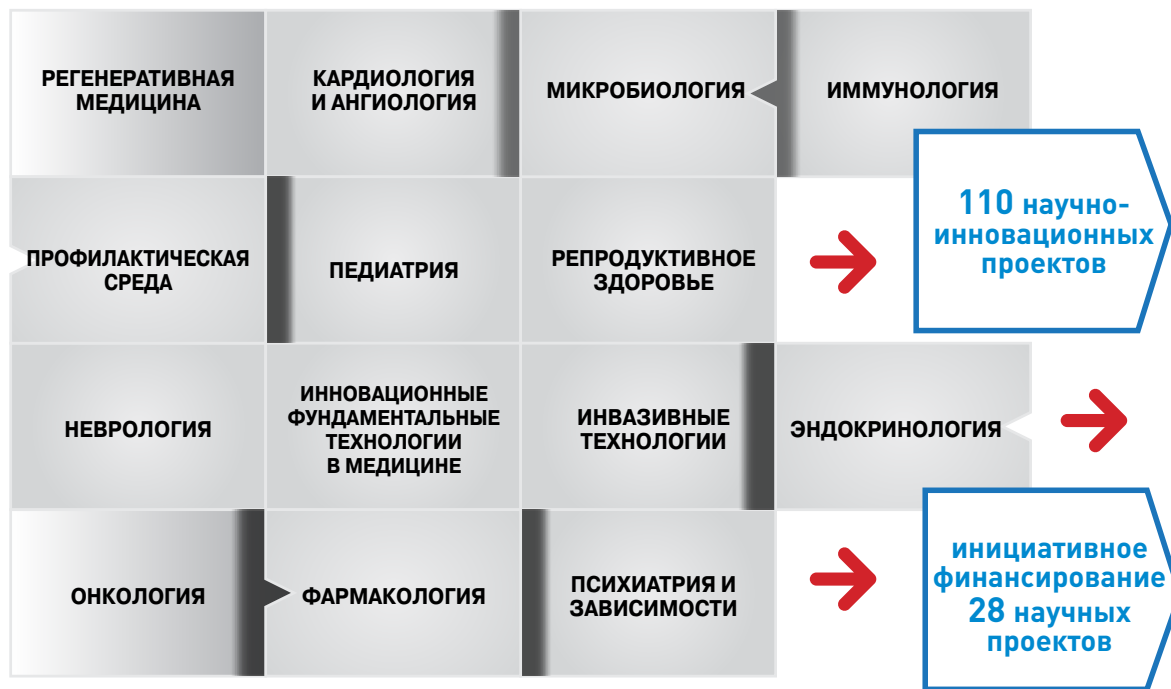 РЕГЕНЕРАТИВНАЯ
МЕДИЦИНА
КАРДИОЛОГИЯ
И АНГИОЛОГИЯ
МИКРОБИОЛОГИЯ
ИММУНОЛОГИЯ
ПРОФИЛАКТИЧЕСКАЯ
СРЕДА
ПЕДИАТРИЯ
РЕПРОДУКТИВНОЕ
ЗДОРОВЬЕ
110 научно-
инновационных
проектов
НЕВРОЛОГИЯ
ИННОВАЦИОННЫЕ
ФУНДАМЕНТАЛЬНЫЕ
ТЕХНОЛОГИИ
В МЕДИЦИНЕ
ИНВАЗИВНЫЕ
ТЕХНОЛОГИИ
ЭНДОКРИНОЛОГИЯ
ОНКОЛОГИЯ
ФАРМАКОЛОГИЯ
ПСИХИАТРИЯ И
ЗАВИСИМОСТИ
инициативное
финансирование
28 научных
проектов